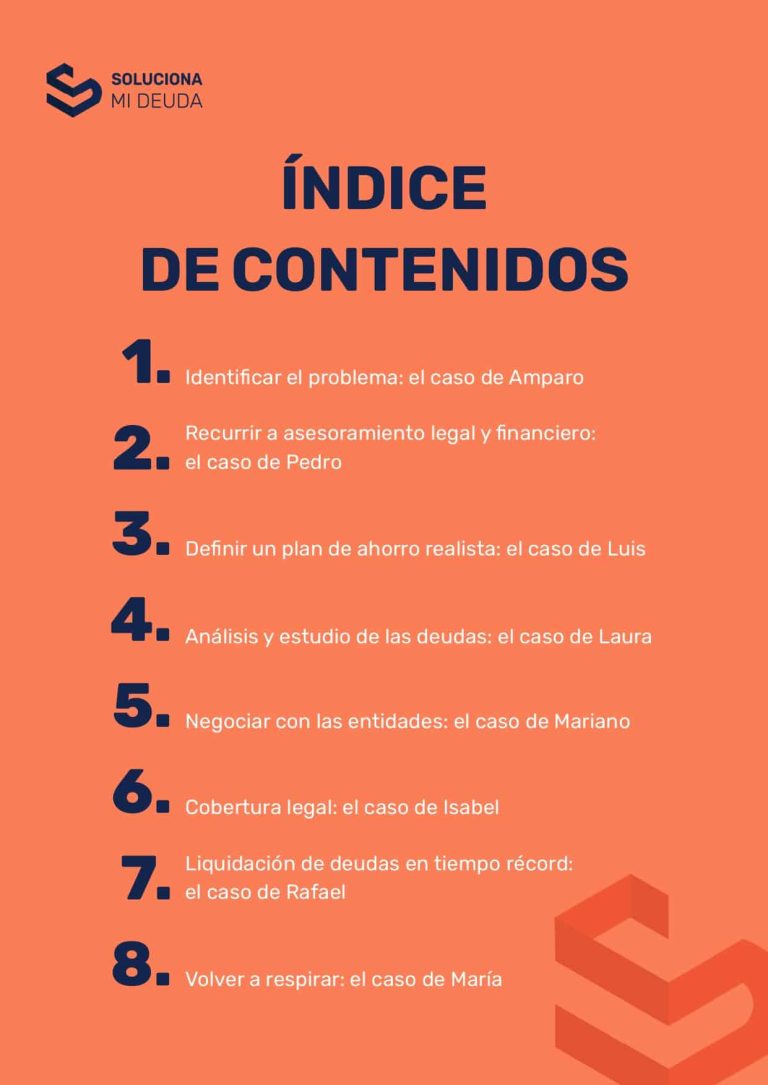 SOLUCIONA
MI DEUDA
ÍNDICE
DE CONTENIDOS
1. Identificar el problema: el caso de Amparo
2. Recurrir a asesoramiento legal y financiero:
el caso de Pedro
3. Definir un plan de ahorro realista: el caso de Luis
4. Análisis y estudio de las deudas: el caso de Laura
5. Negociar con las entidades: el caso de Mariano
6. Cobertura legal: el caso de Isabel
7. Liquidación de deudas en tiempo récord:
el caso de Rafael
8. Volver a respirar: el caso de María